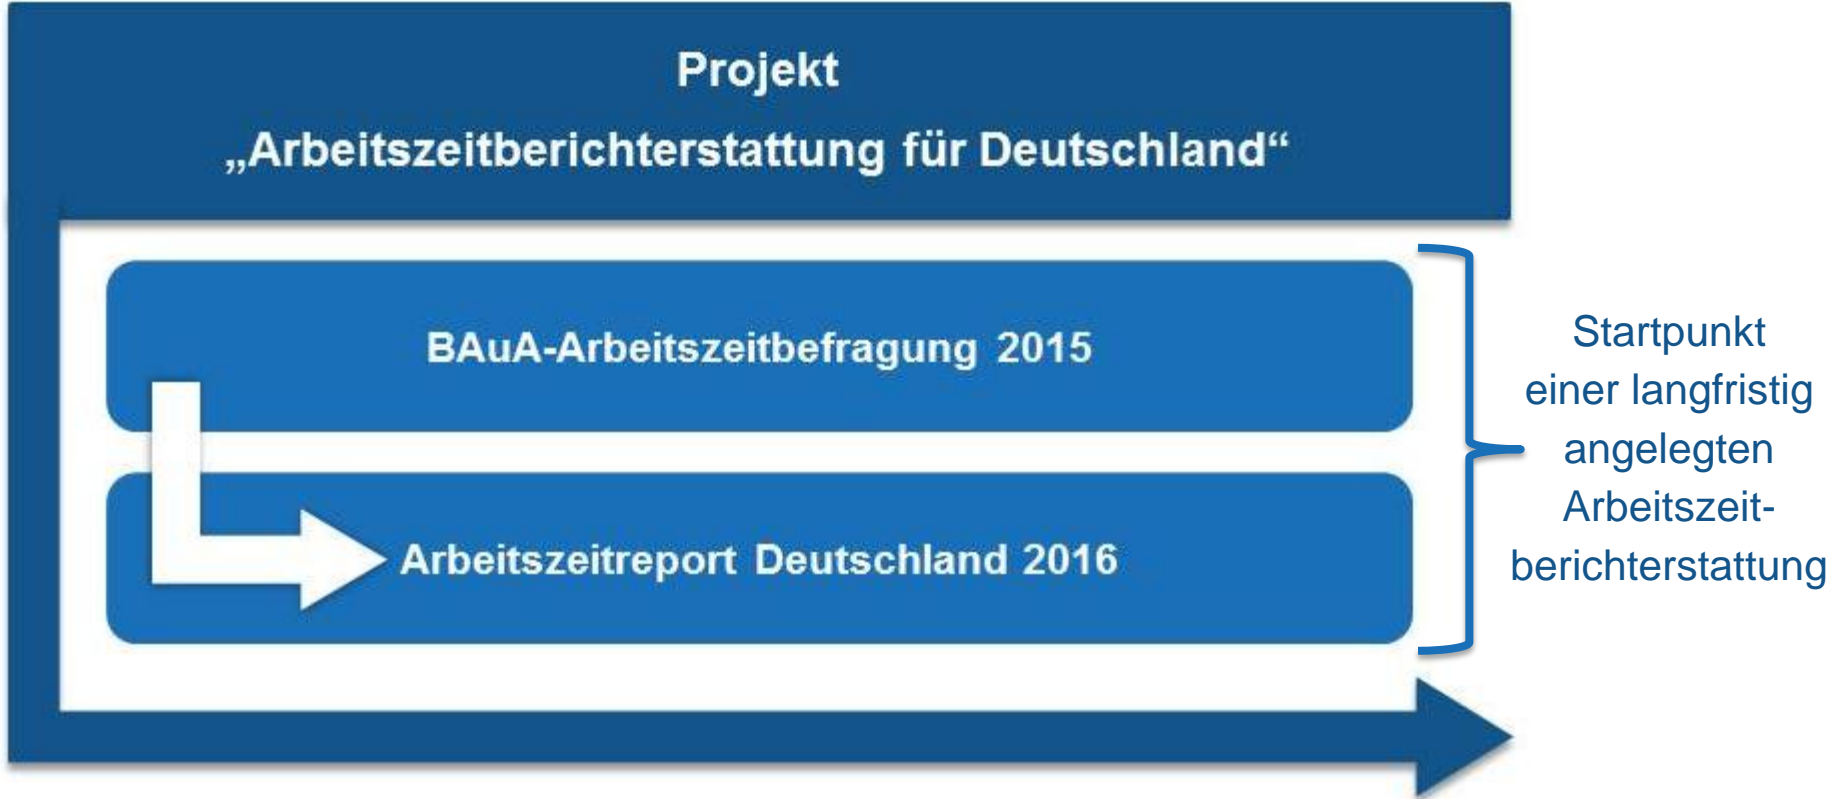 Projekt
„Arbeitszeitberichterstattung für Deutschland“
BAuA-Arbeitszeitbefragung 2015
Arbeitszeitreport Deutschland 2016
Startpunkt
einer langfristig
angelegten
Arbeitszeit-
berichterstattung